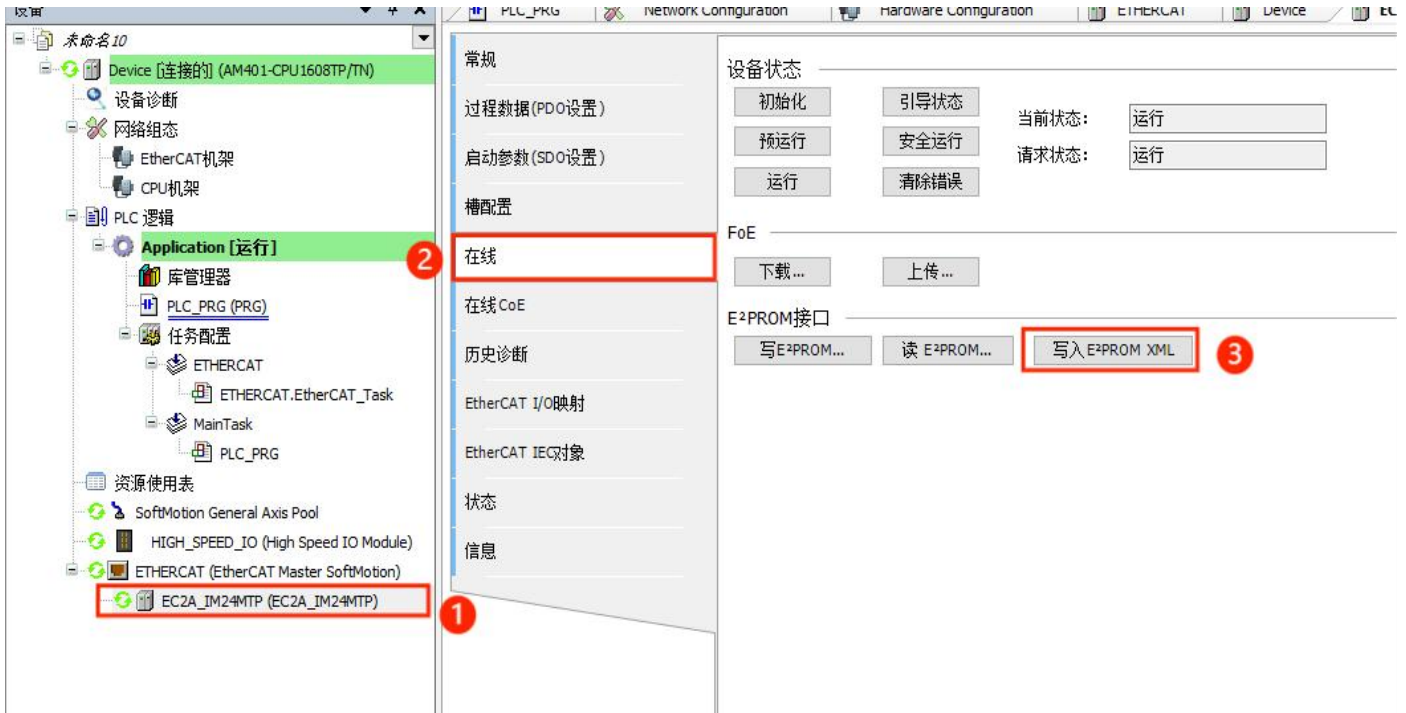 设备
PLC_PRG
Network Configuration
Hardware Configuration
ETHERCAT
Device
EC
未命名10
Device [连接的] (AM401-CPU1608TP/TN)
设备诊断
网络组态
EtherCAT机架
CPU机架
PLC 逻辑
Application [运行]
库管理器
PLC_PRG (PRG)
任务配置
ETHERCAT
ETHERCAT.EtherCAT_Task
MainTask
PLC_PRG
资源使用表
SoftMotion General Axis Pool
HIGH_SPEED_IO (High Speed IO Module)
ETHERCAT (EtherCAT Master SoftMotion)
EC2A_IM24MTP (EC2A_IM24MTP)
1
常规
过程数据(PDO设置)
启动参数(SDO设置)
槽配置
2
在线
在线CoE
历史诊断
EtherCAT I/O映射
EtherCAT IEC对象
状态
信息
设备状态
初始化
引导状态
当前状态:
运行
预运行
安全运行
请求状态:
运行
运行
清除错误
FoE
下载...
上传...
E²PROM接口
写E²PROM...
读 E²PROM...
写入E²PROM XML
3